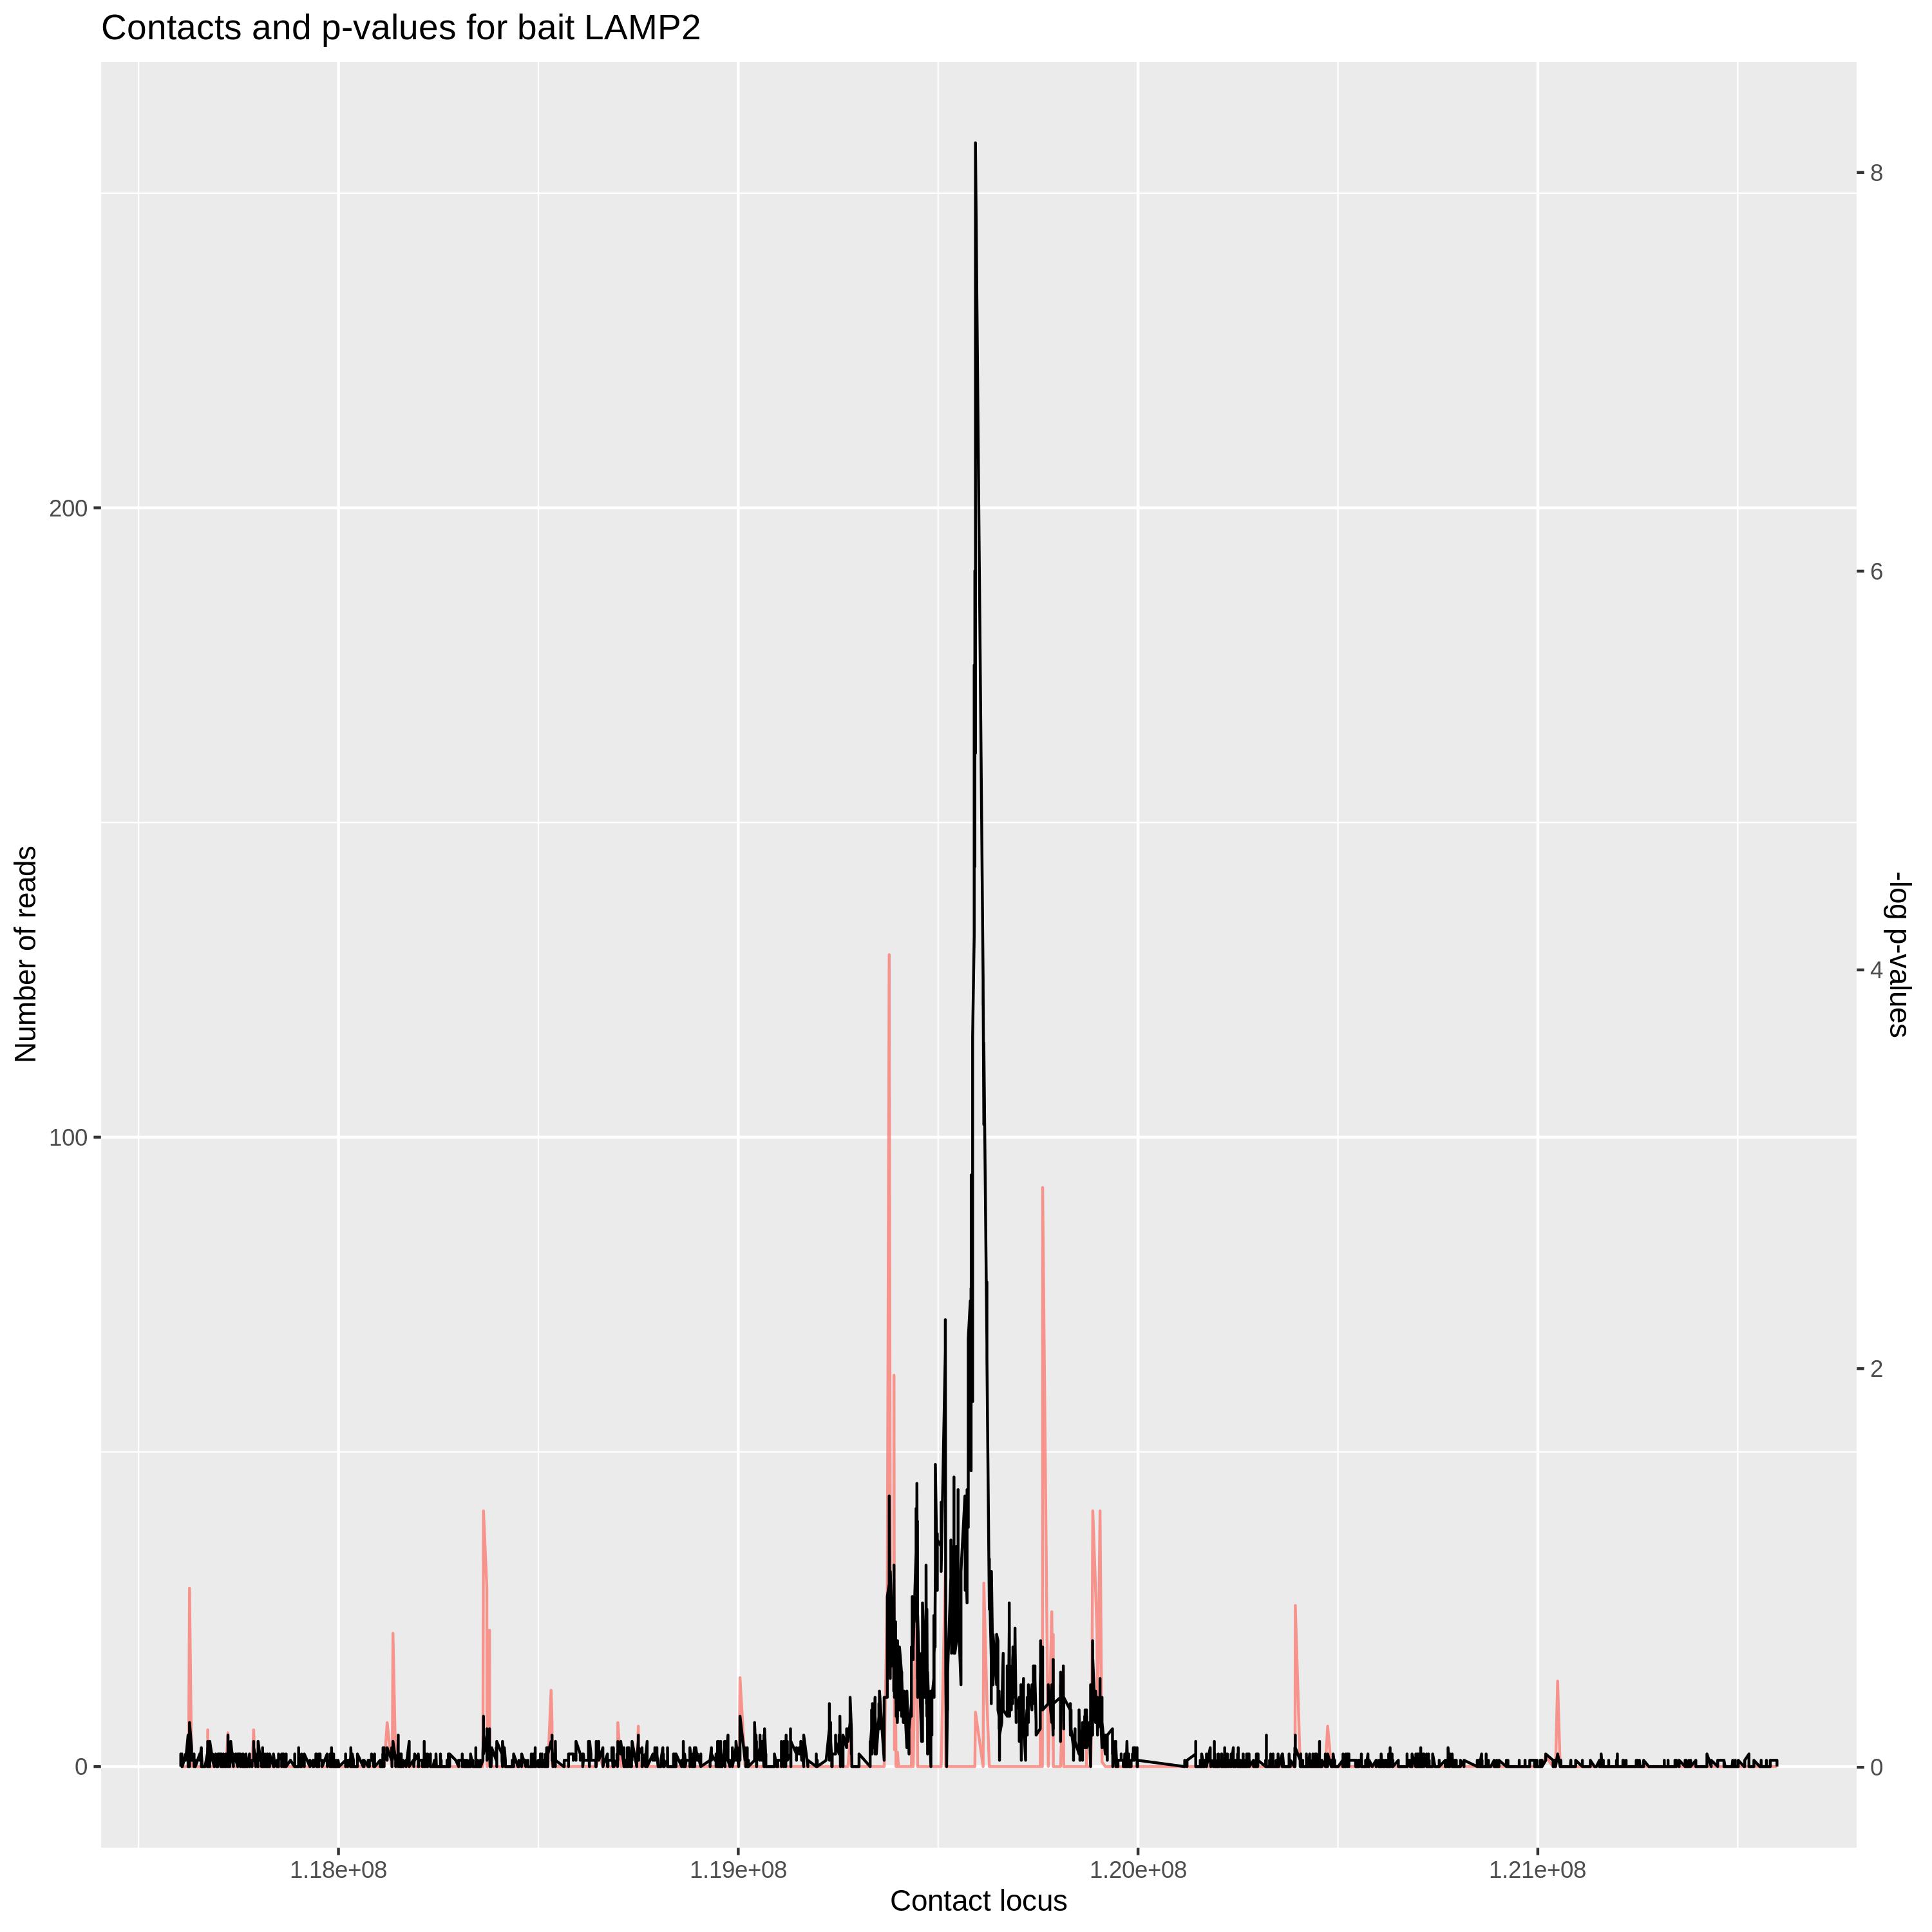 Contacts and p-values for bait LAMP2
Number of reads
200
100
0
8
6
4
2
0
-log p-values
1.18e+08
1.19e+08
1.20e+08
1.21e+08
Contact locus